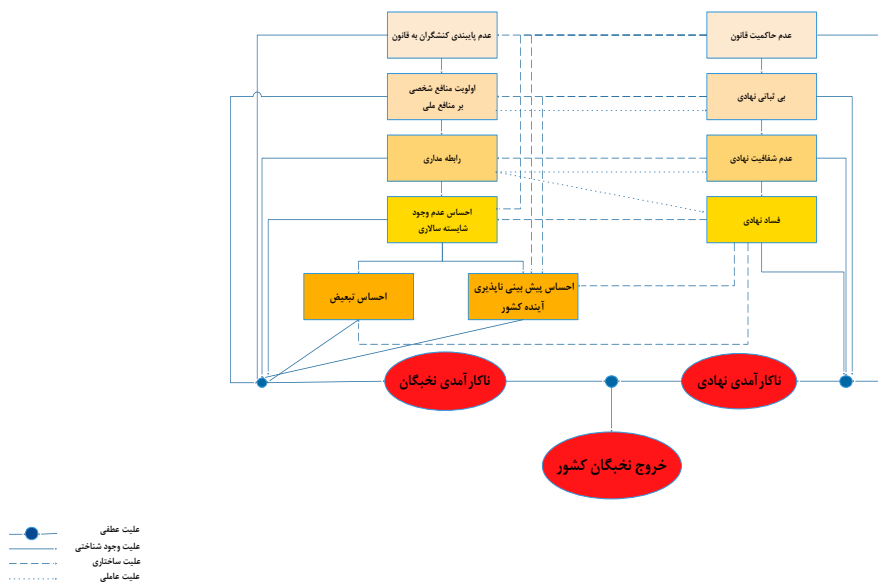 عدم حاکمیت قانون
عدم پایبندی کنشگران به قانون
بی ثباتی نهادی
اولویت منافع شخصی
بر منافع ملی
عدم شفافیت نهادی
رابطه مداری
فساد نهادی
احساس عدم وجود
شایسته سالاری
احساس پیش بینی ناپذیری
آینده کشور
احساس تبعیض
ناکارآمدی نهادی
ناکارآمدی نخبگان
خروج نخبگان کشور
علیت عطفی
علیت وجود شناختی
علیت ساختاری
علیت عاملی